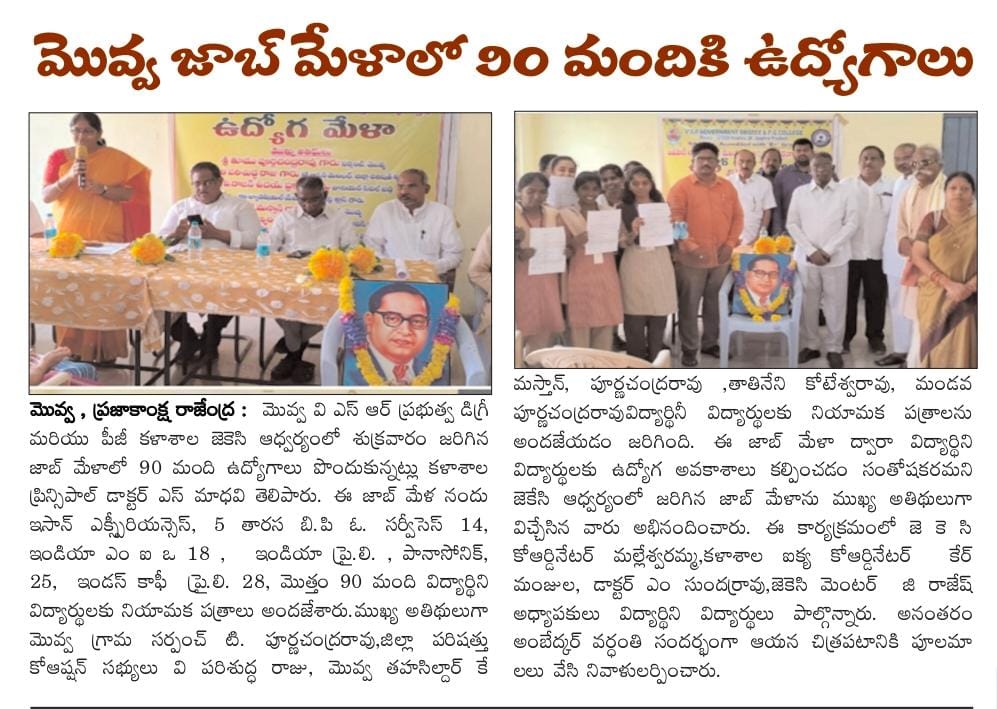 మొవ్వ జాబ్ మేళాలో ౨౦ మందికి ఉద్యోగాలు
ఉద్యోగ మేళా
V.S.R GOVERNMENT DEGREE & P.G COLLEGE
మొవ్వ , ప్రజాకాంక్ష రాజేంద్ర : మొవ్వ వి ఎస్ ఆర్ ప్రభుత్వ డిగ్రీ
మరియు పీజీ కళాశాల జెకెసి ఆధ్వర్యంలో శుక్రవారం జరిగిన
జాబ్ మేళాలో 90 మంది ఉద్యోగాలు పొందుకున్నట్లు కళాశాల
ప్రిన్సిపాల్ డాక్టర్ ఎస్ మాధవి తెలిపారు. ఈ జాబ్ మేళ నందు
ఇసాన్ ఎక్స్పీరియన్సెస్, 5 తారస బి.పి ఓ. సర్వీసెస్ 14,
ఇండియా ఎం ఐ ఒ 18 , ఇండియా ప్రై.లి. , పానాసోనిక్,
25, ఇండస్ కాఫీ ప్రై.లి. 28, మొత్తం 90 మంది విద్యార్థిని
విద్యార్థులకు నియామక పత్రాలు అందజేశారు.ముఖ్య అతిథులుగా
మొవ్వ గ్రామ సర్పంచ్ టి. పూర్ణచంద్రరావు,జిల్లా పరిషత్తు
కోఆప్షన్ సభ్యులు వి పరిశుద్ధ రాజు, మొవ్వ తహసిల్దార్ కే
మస్తాన్, పూర్ణచంద్రరావు ,తాతినేని కోటేశ్వరావు, మండవ
పూర్ణచంద్రరావువిద్యార్థినీ విద్యార్థులకు నియామక పత్రాలను
అందజేయడం జరిగింది. ఈ జాబ్ మేళా ద్వారా విద్యార్థిని
విద్యార్థులకు ఉద్యోగ అవకాశాలు కల్పించడం సంతోషకరమని
జెకేసి ఆధ్వర్యంలో జరిగిన జాబ్ మేళాను ముఖ్య అతిథులుగా
విచ్చేసిన వారు అభినందించారు. ఈ కార్యక్రమంలో జె కె సి
కోఆర్డినేటర్ మల్లేశ్వరమ్మ,కళాశాల ఐక్య కోఆర్డినేటర్ కేర్
మంజుల, డాక్టర్ ఎం సుందర్రావు,జెకెసి మెంటర్ జి రాజేష్
అధ్యాపకులు విద్యార్థిని విద్యార్థులు పాల్గొన్నారు. అనంతరం
అంబేద్కర్ వర్ధంతి సందర్భంగా ఆయన చిత్రపటానికి పూలమా
లలు వేసి నివాళులర్పించారు.